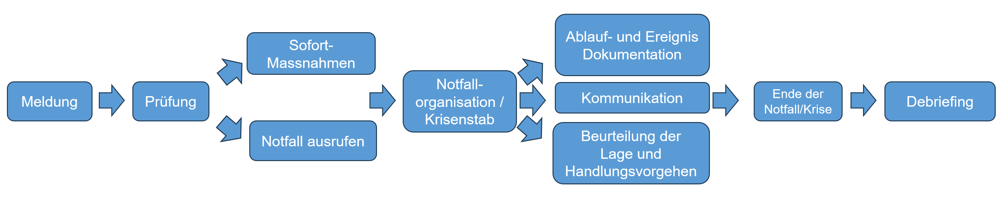 Meldung
Prüfung
Sofort-
Massnahmen
Notfall ausrufen
Notfall-
organisation /
Krisenstab
Ablauf- und Ereignis
Dokumentation
Kommunikation
Beurteilung der
Lage und
Handlungsvorgehen
Ende der
Notfall/Krise
Debriefing